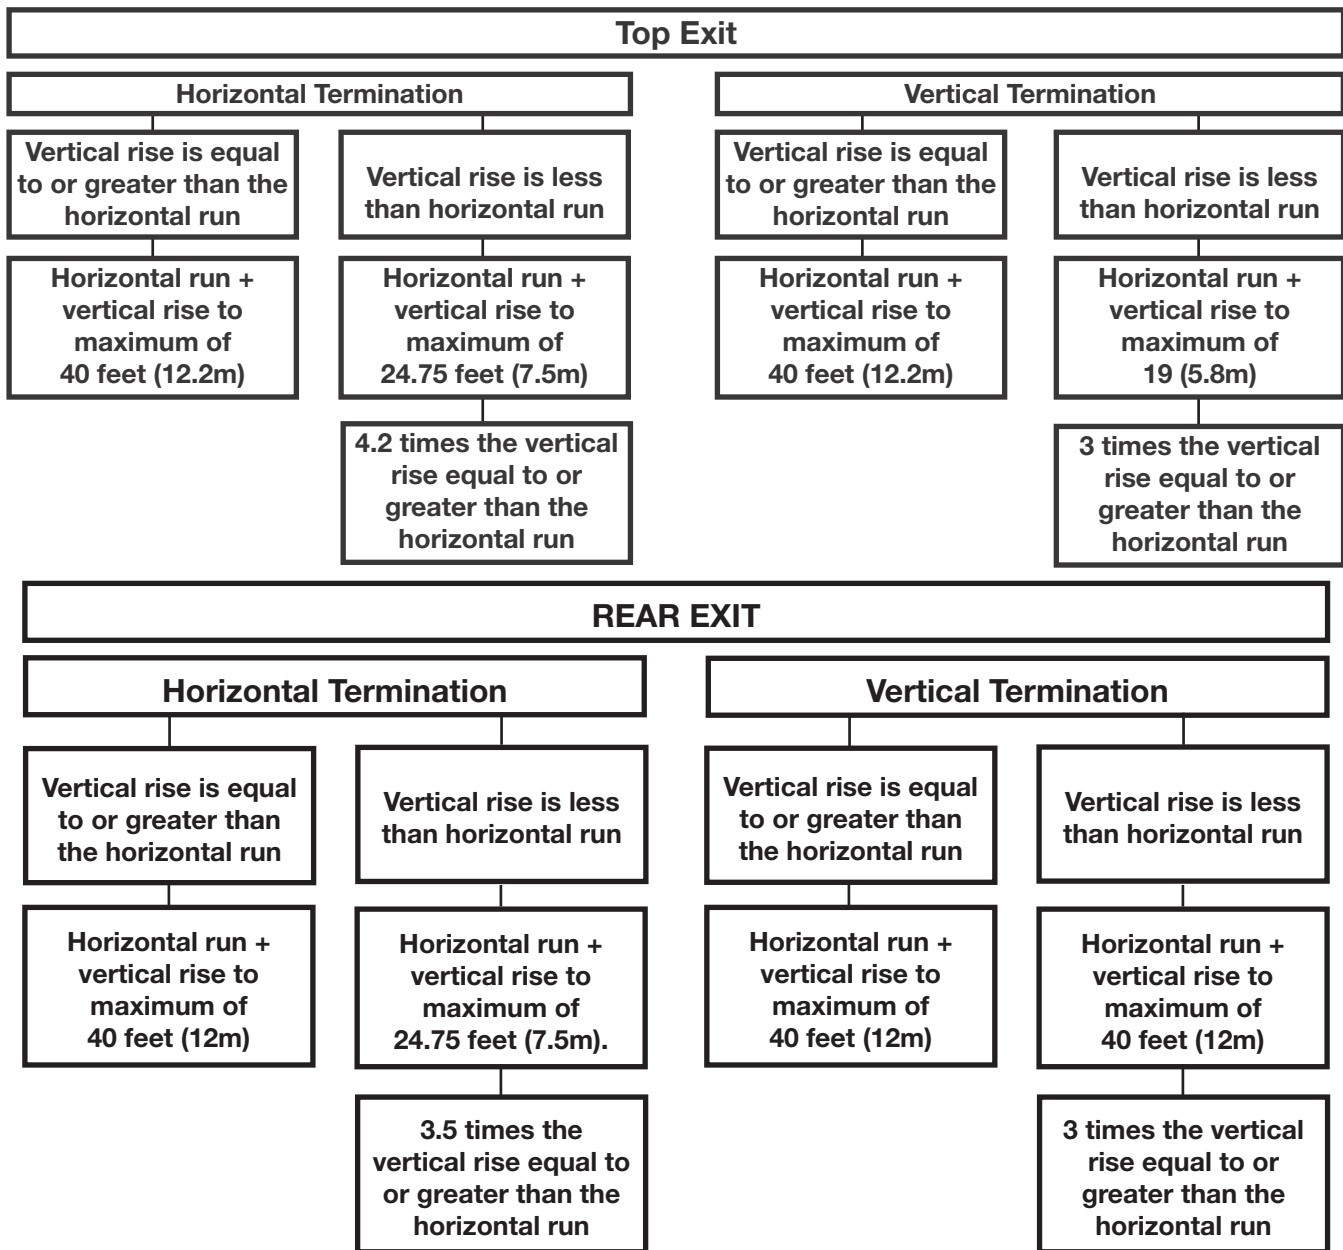 Top Exit
Horizontal Termination
Vertical rise is equal
to or greater than the
horizontal run
Horizontal run +
vertical rise to
maximum of
40 feet (12.2m)
Vertical rise is less
than horizontal run
Horizontal run +
vertical rise to
maximum of
24.75 feet (7.5m)
4.2 times the vertical
rise equal to or
greater than the
horizontal run
Vertical Termination
Vertical rise is equal
to or greater than the
horizontal run
Horizontal run +
vertical rise to
maximum of
40 feet (12.2m)
Vertical rise is less
than horizontal run
Horizontal run +
vertical rise to
maximum of
19 (5.8m)
3 times the vertical
rise equal to or
greater than the
horizontal run
REAR EXIT
Horizontal Termination
Vertical rise is equal
to or greater than
the horizontal run
Horizontal run +
vertical rise to
maximum of
40 feet (12m)
Vertical rise is less
than horizontal run
Horizontal run +
vertical rise to
maximum of
24.75 feet (7.5m).
3.5 times the
vertical rise equal to
or greater than the
horizontal run
Vertical Termination
Vertical rise is equal
to or greater than
the horizontal run
Horizontal run +
vertical rise to
maximum of
40 feet (12m)
Vertical rise is less
than horizontal run
Horizontal run +
vertical rise to
maximum of
40 feet (12m)
3 times the vertical
rise equal to or
greater than the
horizontal run